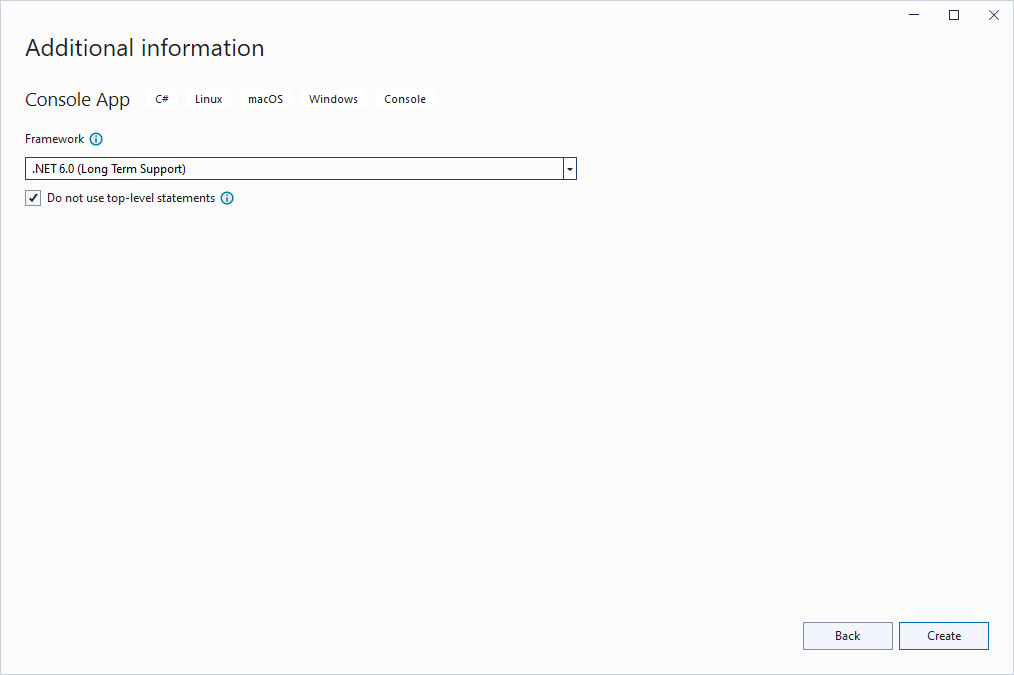 Additional information
Console App C# Linux macOS Windows Console
Framework
.NET 6.0 (Long Term Support)
Do not use top-level statements
Back Create